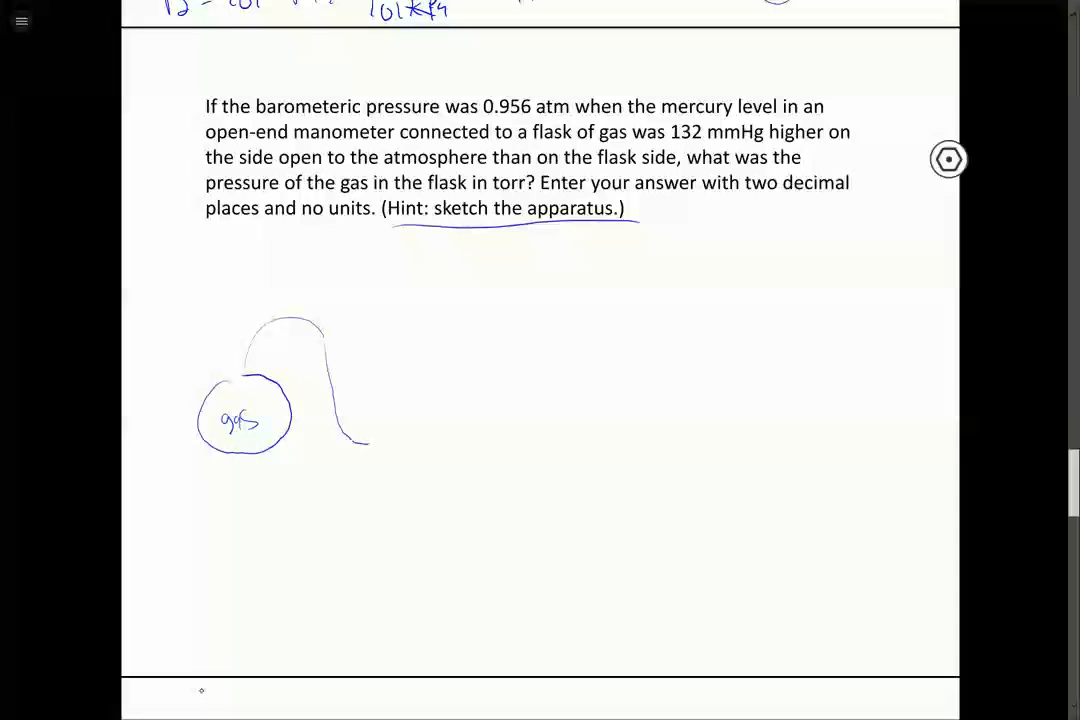 101 kPa
If the barometeric pressure was 0.956 atm when the mercury level in an
open-end manometer connected to a flask of gas was 132 mmHg higher on
the side open to the atmosphere than on the flask side, what was the
pressure of the gas in the flask in torr? Enter your answer with two decimal
places and no units. (Hint: sketch the apparatus.)
gas